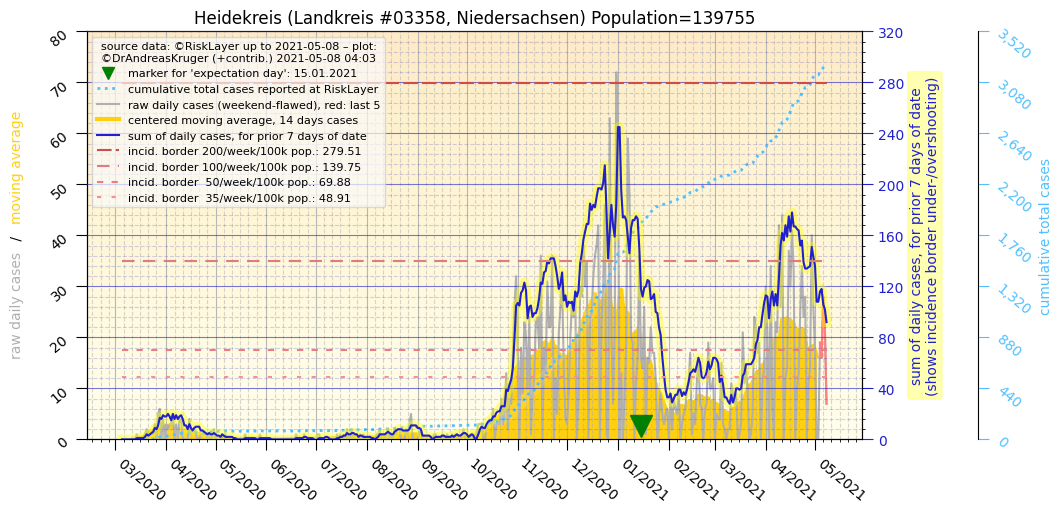 Heidekreis (Landkreis #03358, Niedersachsen) Population=139755
source data: ©RiskLayer up to 2021-05-08 – plot:
©DrAndreasKruger (+contrib.) 2021-05-08 04:03
marker for 'expectation day': 15.01.2021
cumulative total cases reported at RiskLayer
raw daily cases (weekend-flawed), red: last 5
centered moving average, 14 days cases
sum of daily cases, for prior 7 days of date
incid. border 200/week/100k pop.: 279.51
incid. border 100/week/100k pop.: 139.75
incid. border  50/week/100k pop.: 69.88
incid. border  35/week/100k pop.: 48.91
raw daily cases  /  moving average
80
70
60
50
40
30
20
10
0
03/2020
04/2020
05/2020
06/2020
07/2020
08/2020
09/2020
10/2020
11/2020
12/2020
01/2021
02/2021
03/2021
04/2021
05/2021
320
280
240
200
160
120
80
40
0
sum of daily cases, for prior 7 days of date
(shows incidence border under-/overshooting)
3,520
3,080
2,640
2,200
1,760
1,320
880
440
0
cumulative total cases